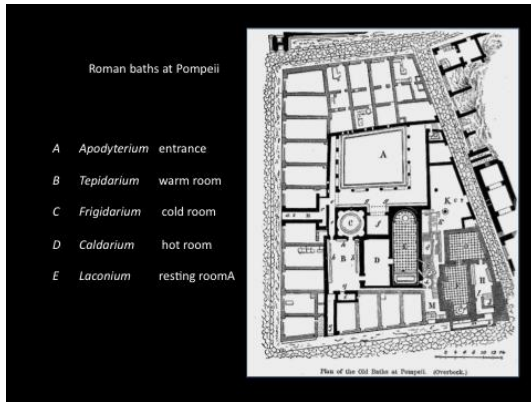 Roman baths at Pompeii
A Apodyterium entrance
B Tepidarium warm room
C Frigidarium cold room
D Caldarium hot room
E Laconium resting roomA
A
K
C
B
D
H
M
Plan of the Old Baths at Pompeii. (Overbeck.)